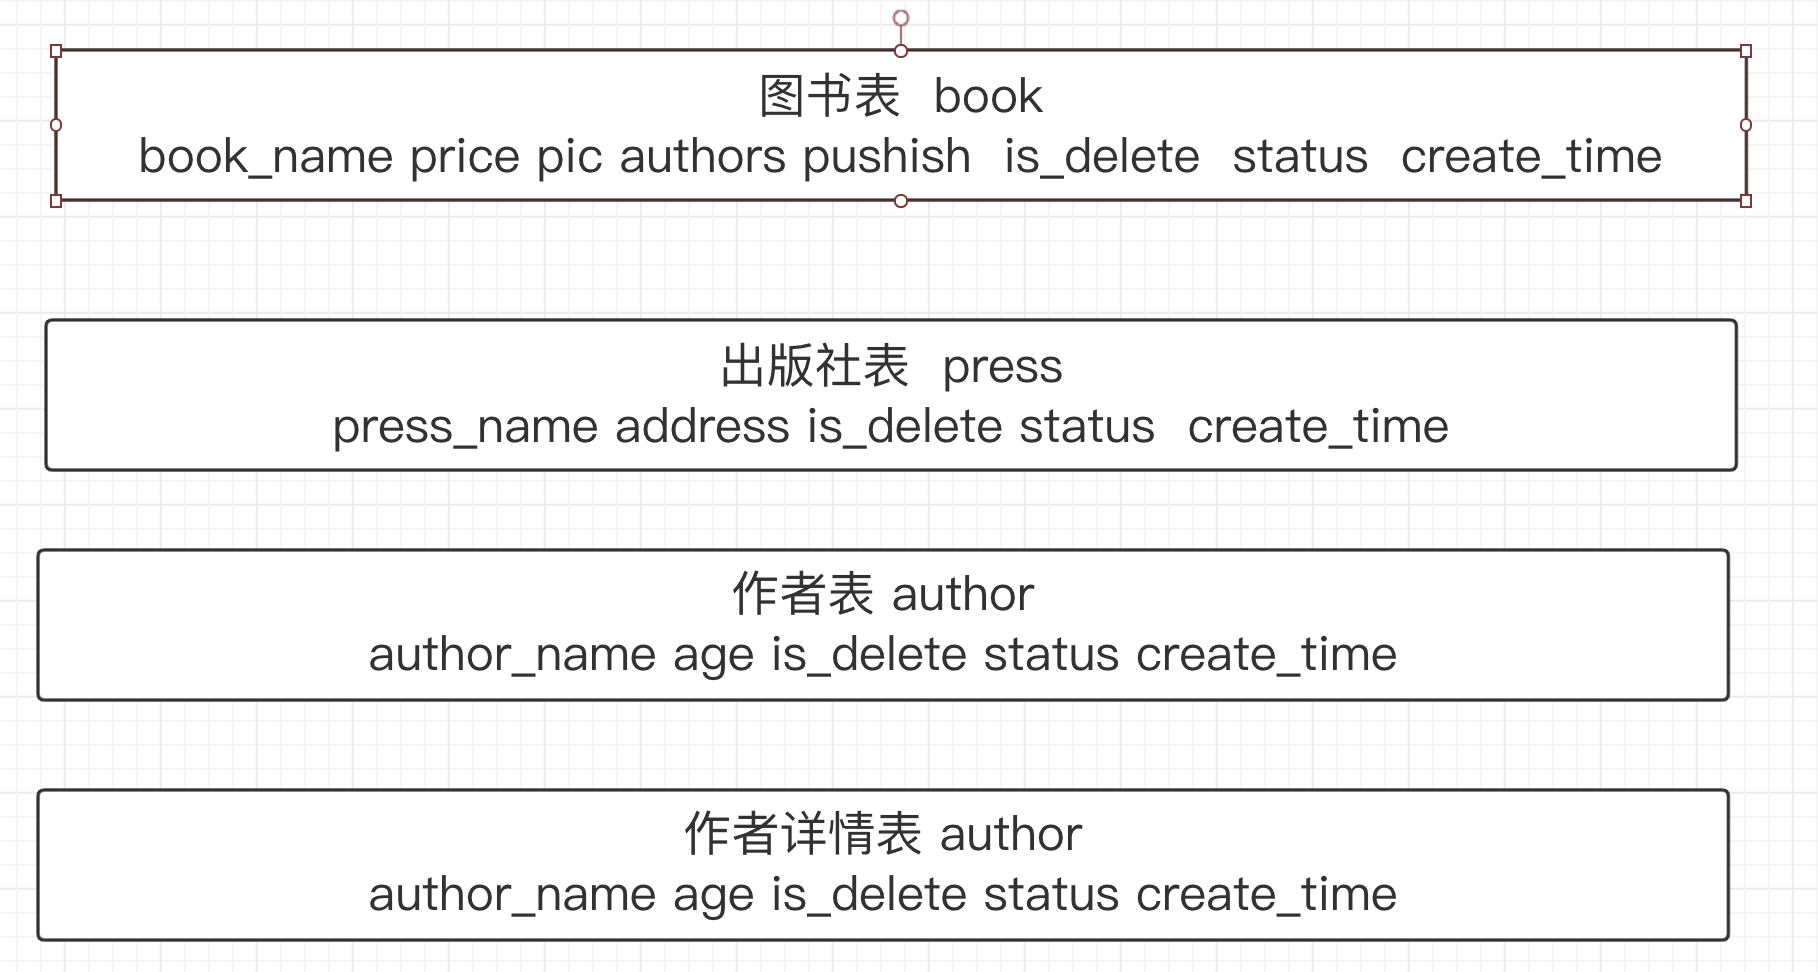 图书表  book
book_name price pic authors pushish  is_delete  status  create_time
出版社表  press
press_name address is_delete status  create_time
作者表 author
author_name age is_delete status create_time
作者详情表 author
author_name age is_delete status create_time